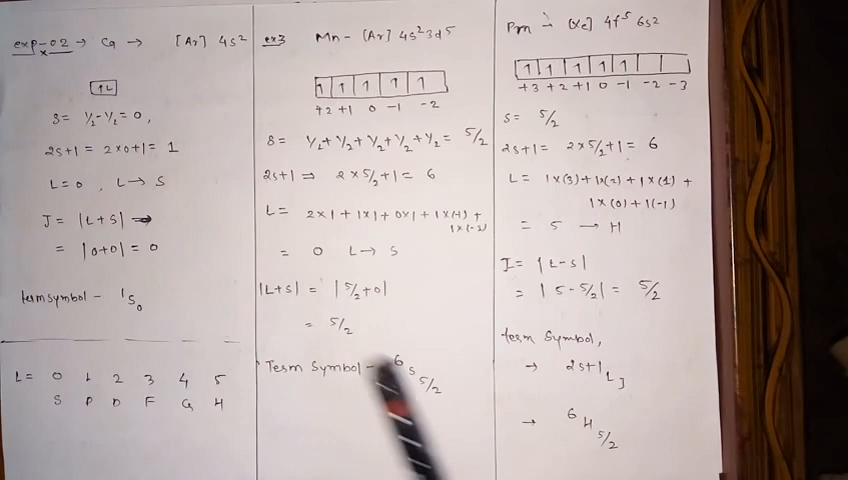 exp-02 → Ca → [Ar] 4s²
↑↓
S = ½-½ = 0,
2s+1 = 2×0+1 = 1
L = 0 , L → S
J = |L+S| →
= |0+0| = 0
termsymbol - ¹S₀
L = 0 1 2 3 4 5
S P D F G H
ex3 Mn - [Ar] 4s² 3d⁵
1 1 1 1 1
+2 +1 0 -1 -2
S = ½+½+½+½+½ = 5/2
2s+1 ⇒ 2×5/2+1 = 6
L = 2×1 + 1×1 + 0×1 + 1×(-1) +
1×(-2)
= 0 L → S
|L+S| = |5/2+0|
= 5/2
Term Symbol - ⁶S 5/2
Pm - [Xe] 4f⁵ 6s²
1 1 1 1 1
+3 +2 +1 0 -1 -2 -3
S = 5/2
2s+1 = 2×5/2+1 = 6
L = 1×(3)+1×(2)+1×(1)+
1×(0)+1(-1)
= 5 → H
J = |L-S|
= |5-5/2| = 5/2
term Symbol,
→ 2s+1 L J
→ ⁶H 5/2